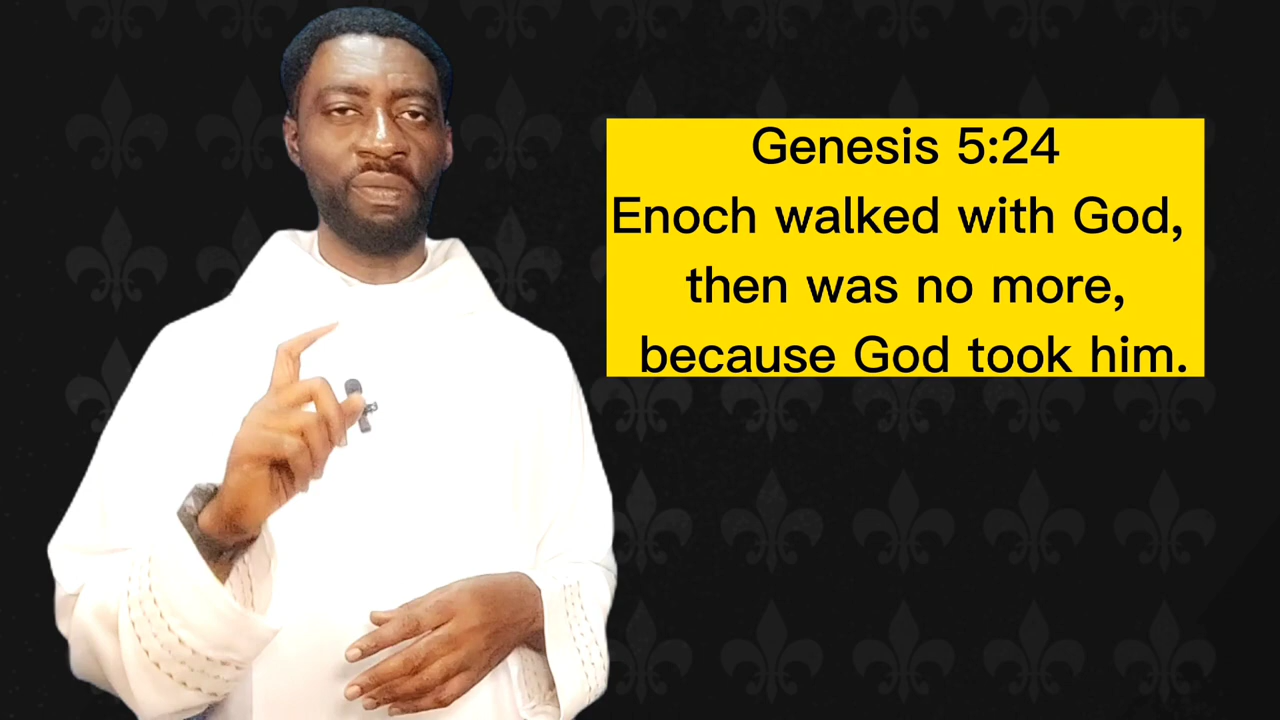 Genesis 5:24
Enoch walked with God,
then was no more,
because God took him.